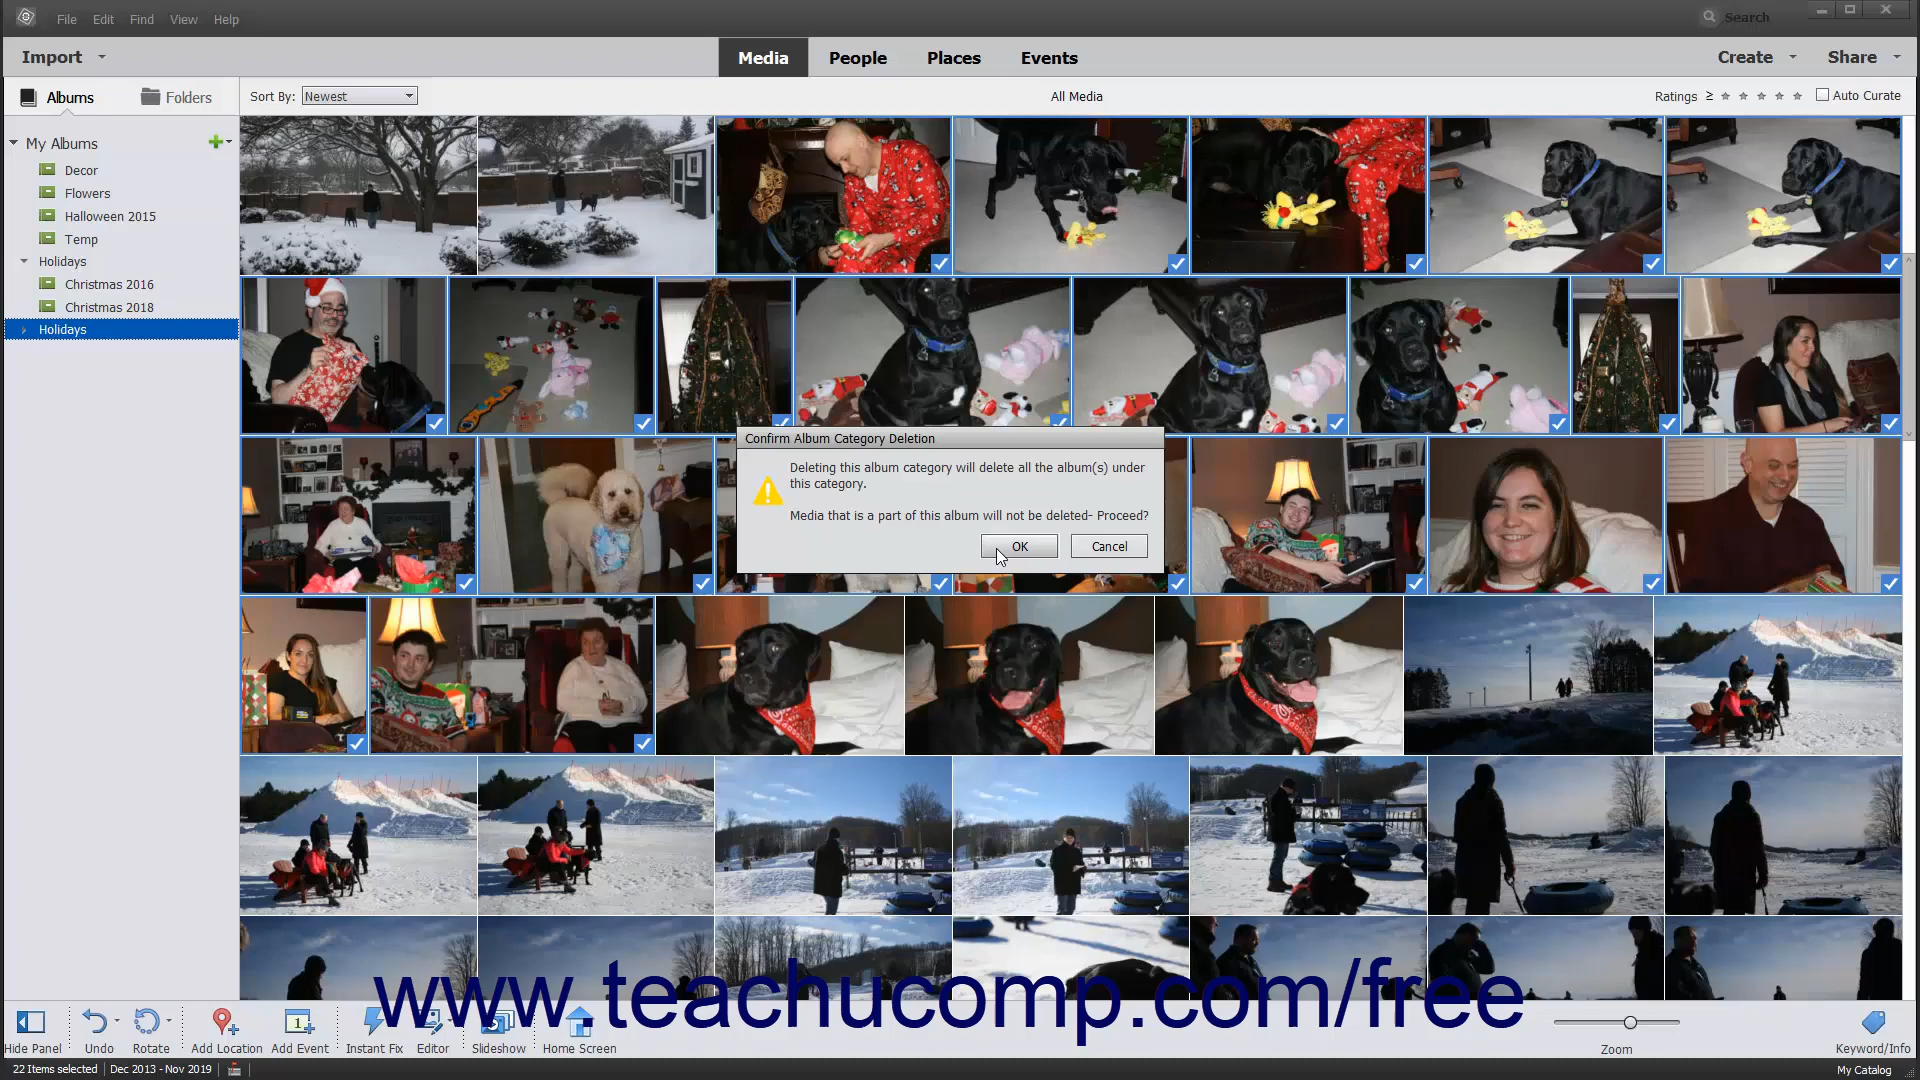 File Edit Find View Help
Search
Import
Media People Places Events
Create Share
Albums Folders
Sort By: Newest
All Media
Ratings ≥
Auto Curate
My Albums
Decor
Flowers
Halloween 2015
Temp
Holidays
Christmas 2016
Christmas 2018
Holidays
Confirm Album Category Deletion
Deleting this album category will delete all the album(s) under
this category.
Media that is a part of this album will not be deleted- Proceed?
OK Cancel
www.teachucomp.com/free
Hide Panel Undo Rotate Add Location Add Event Instant Fix Editor Slideshow Home Screen
Zoom
Keyword/Info
22 Items selected Dec 2013 - Nov 2019
My Catalog